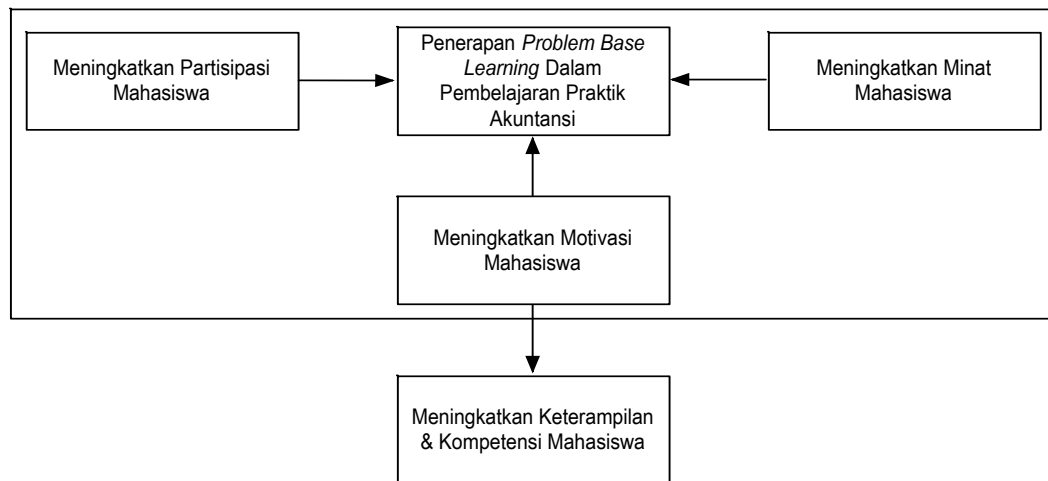 Meningkatkan Partisipasi
Mahasiswa
Penerapan Problem Base
Learning Dalam
Pembelajaran Praktik
Akuntansi
Meningkatkan Minat
Mahasiswa
Meningkatkan Motivasi
Mahasiswa
Meningkatkan Keterampilan
& Kompetensi Mahasiswa